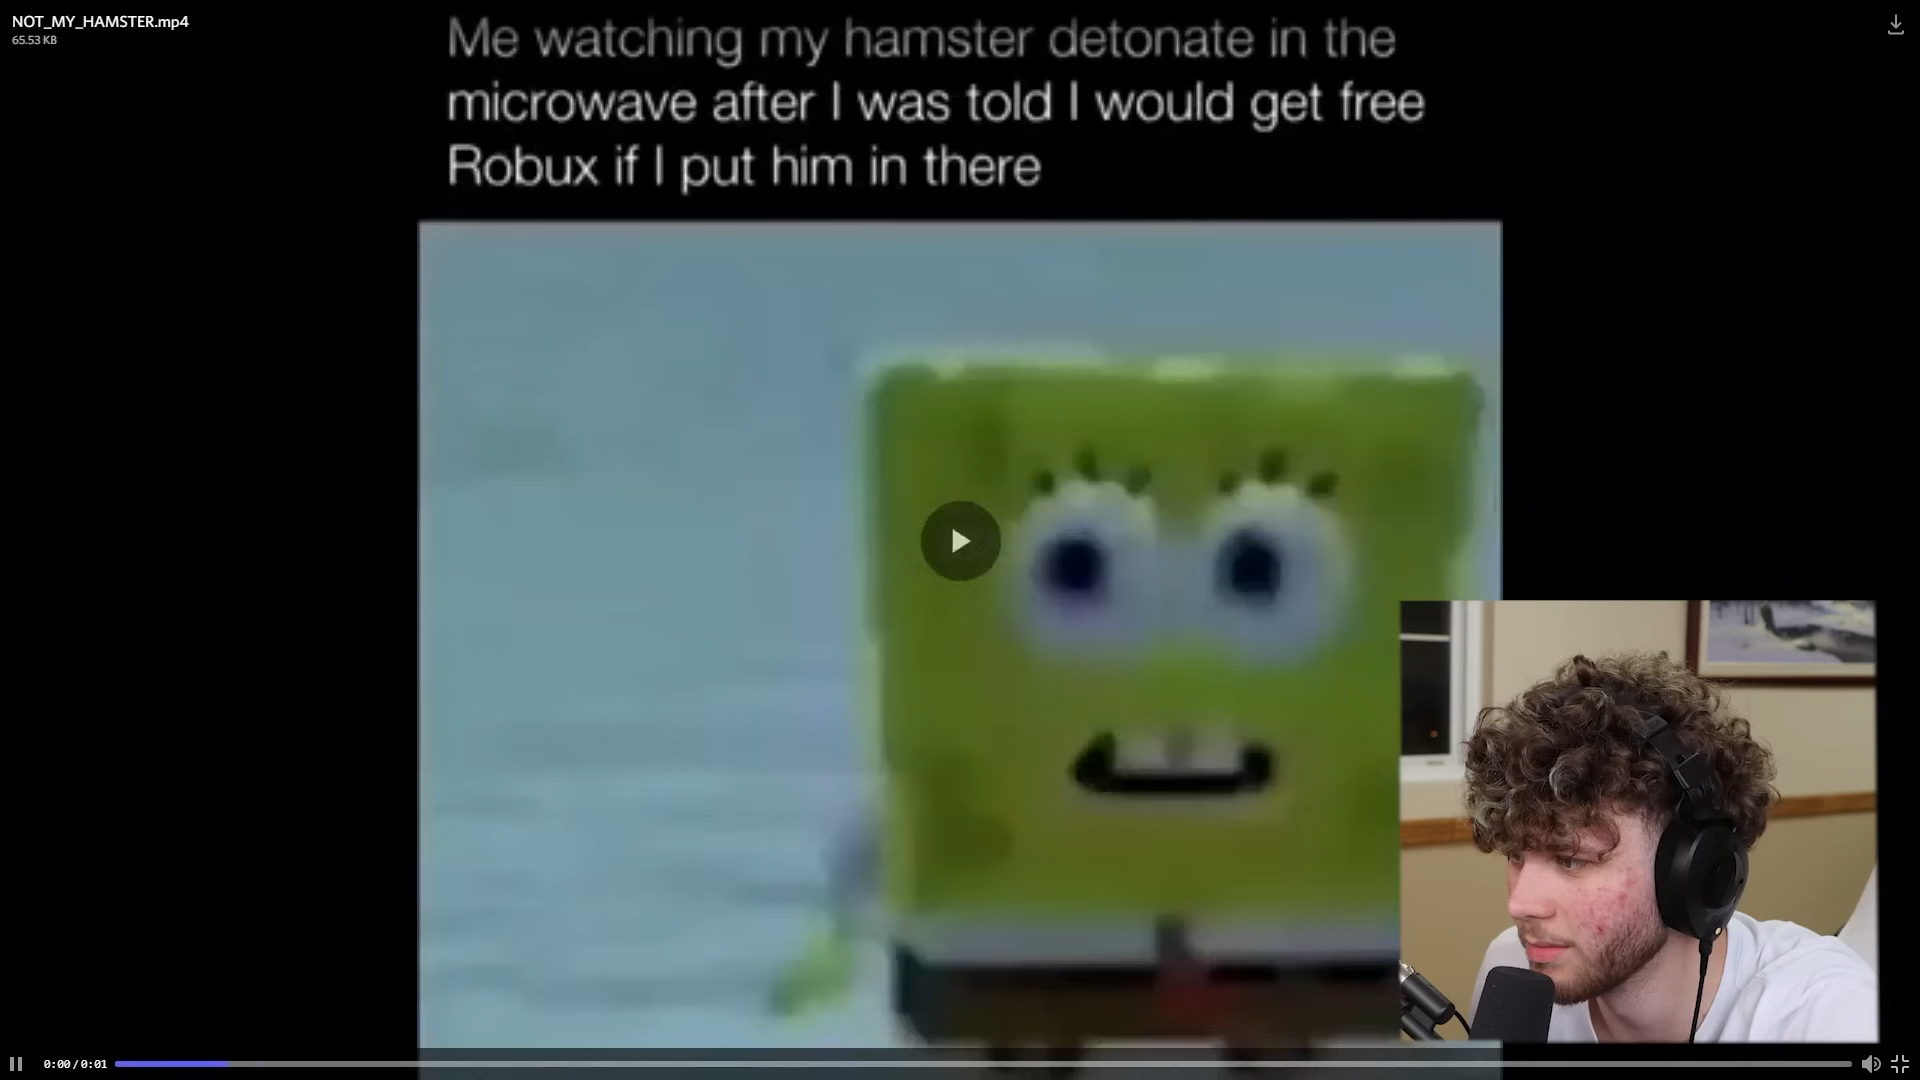 NOT_MY_HAMSTER.mp4
65.53 KB
Me watching my hamster detonate in the
microwave after I was told I would get free
Robux if I put him in there
0:00 / 0:01